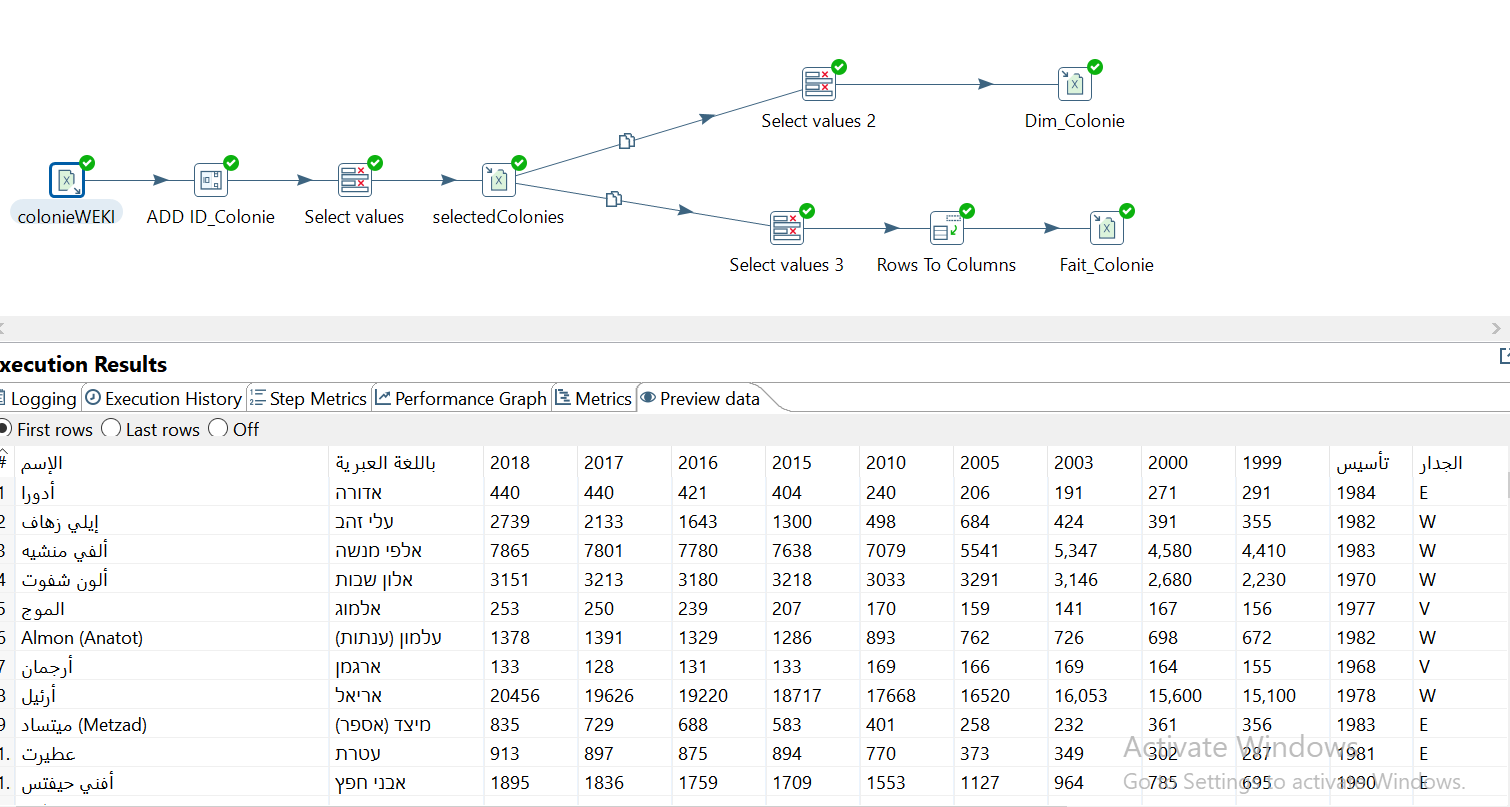 Select values 2 Dim_Colonie
colonieWEKI ADD ID_Colonie Select values selectedColonies
Select values 3 Rows To Columns Fait_Colonie
xecution Results
Logging Execution History Step Metrics Performance Graph Metrics Preview data
First rows Last rows Off
# الإسم باللغة العبرية 2018 2017 2016 2015 2010 2005 2003 2000 1999 تأسيس الجدار
1 أدورا אדורה 440 440 421 404 240 206 191 271 291 1984 E
2 إيلي زهاف עלי זהב 2739 2133 1643 1300 498 684 424 391 355 1982 W
3 ألفي منشيه אלפי מנשה 7865 7801 7780 7638 7079 5541 5,347 4,580 4,410 1983 W
4 ألون شفوت אלון שבות 3151 3213 3180 3218 3033 3291 3,146 2,680 2,230 1970 W
5 الموج אלמוג 253 250 239 207 170 159 141 167 156 1977 V
6 Almon (Anatot) עלמון (ענתות) 1378 1391 1329 1286 893 762 726 698 672 1982 W
7 أرجمان ארגמן 133 128 131 133 169 166 169 164 155 1968 V
8 أرئيل אריאל 20456 19626 19220 18717 17668 16520 16,053 15,600 15,100 1978 W
9 ميتساد (Metzad) מיצד (אספר) 835 729 688 583 401 258 232 361 356 1983 E
1. عطيرت עטרת 913 897 875 894 770 373 349 302 287 1981 E
1. أفني حيفتس אבני חפץ 1895 1836 1759 1709 1553 1127 964 785 695 1990 E
Activate Windows
Go to Settings to activate Windows.